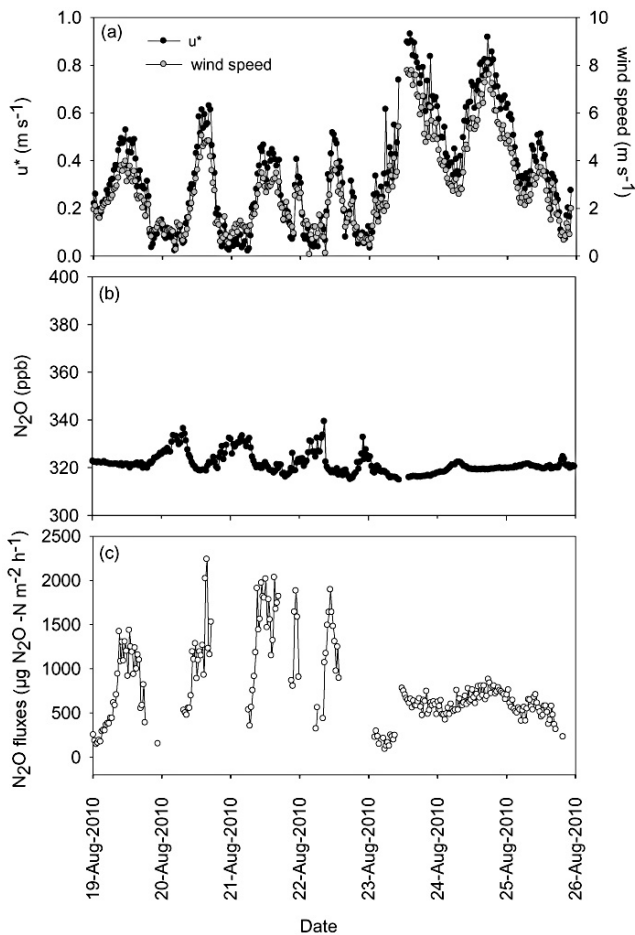 (a)
u*
wind speed
1.0
0.8
0.6
0.4
0.2
0.0
u* (m s⁻¹)
10
8
6
4
2
0
wind speed (m s⁻¹)
(b)
400
380
360
340
320
300
N₂O (ppb)
(c)
2500
2000
1500
1000
500
0
N₂O fluxes (µg N₂O -N m⁻² h⁻¹)
19-Aug-2010
20-Aug-2010
21-Aug-2010
22-Aug-2010
23-Aug-2010
24-Aug-2010
25-Aug-2010
26-Aug-2010
Date